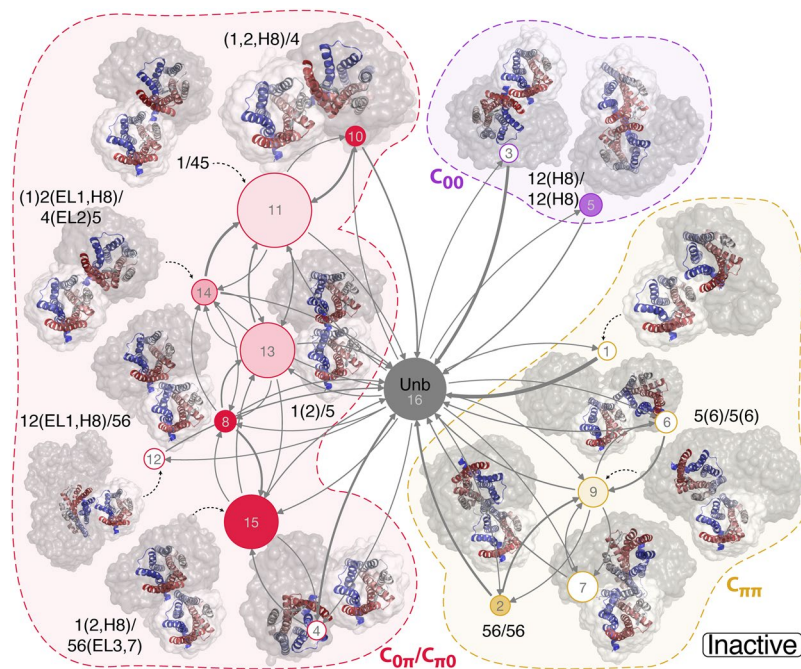 (1,2,H8)/4
10
3
C00
12(H8)/
12(H8)
5
1/45
11
(1)2(EL1,H8)/
4(EL2)5
14
13
1
Unb
16
1(2)/5
8
6
5(6)/5(6)
12(EL1,H8)/56
12
9
15
7
2
56/56
4
1(2,H8)/
56(EL3,7)
C0π/Cπ0
Cππ
Inactive